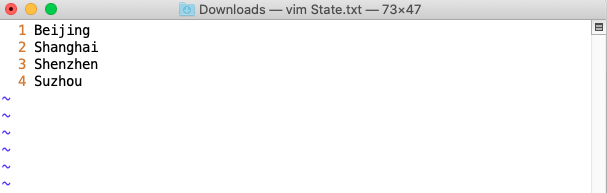 Downloads — vim State.txt — 73×47
1 Beijing
2 Shanghai
3 Shenzhen
4 Suzhou
~
~
~
~
~
~